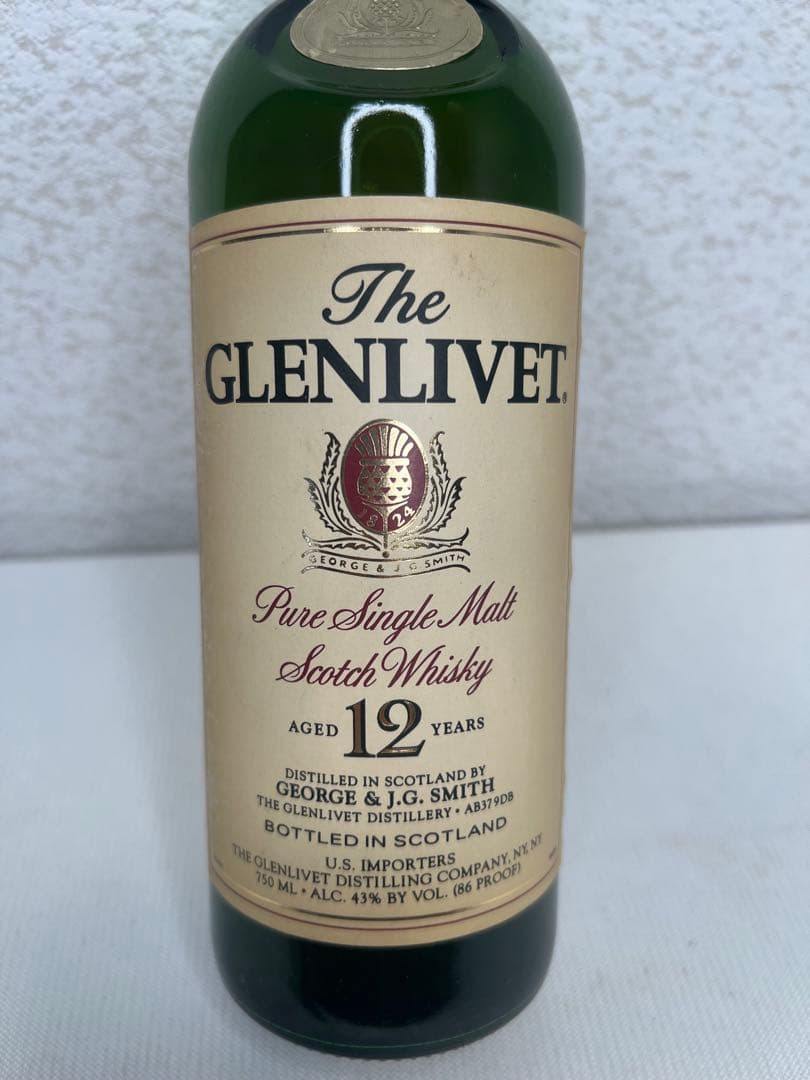 The
GLENLIVET®
1824
GEORGE & J.G. SMITH
Pure Single Malt
Scotch Whisky
AGED 12 YEARS
DISTILLED IN SCOTLAND BY
GEORGE & J.G. SMITH
THE GLENLIVET DISTILLERY • AB379DB
BOTTLED IN SCOTLAND
U.S. IMPORTERS
THE GLENLIVET DISTILLING COMPANY, NY, NY
750 ML • ALC. 43% BY VOL. (86 PROOF)